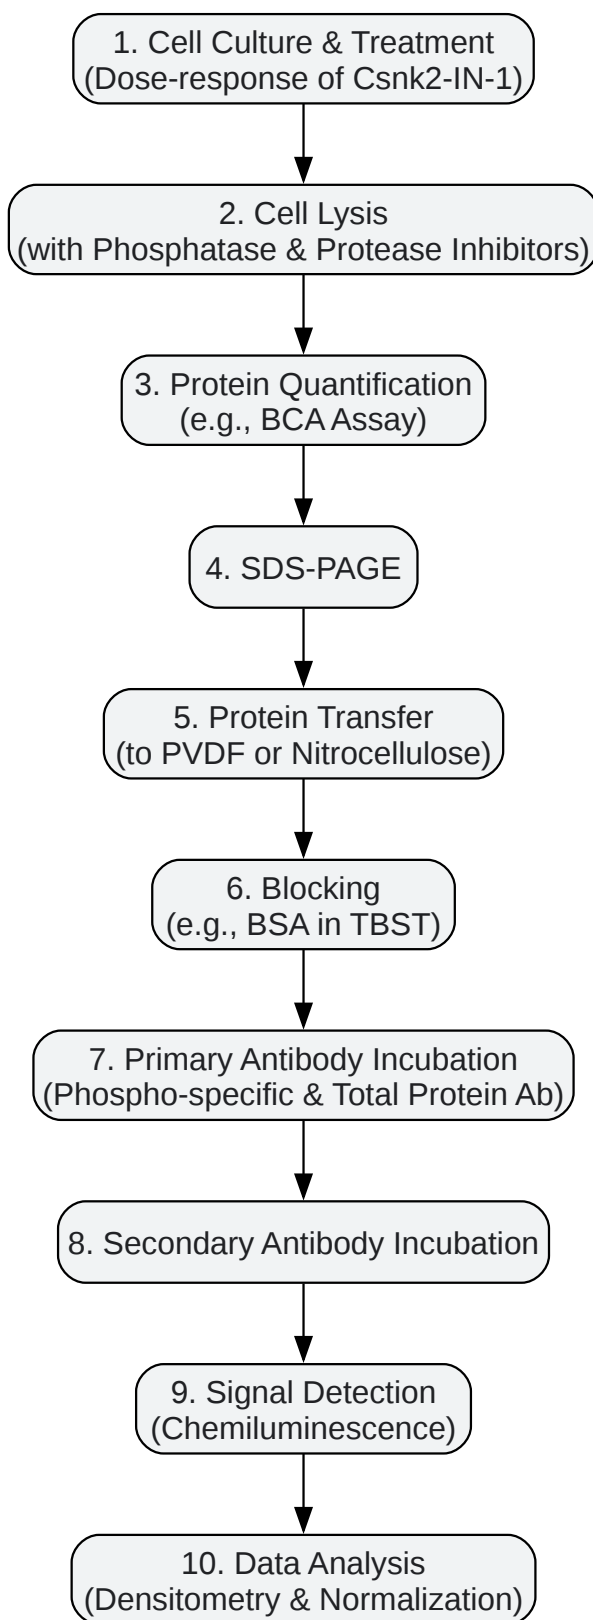 1. Cell Culture & Treatment
(Dose-response of Csnk2-IN-1)
2. Cell Lysis
(with Phosphatase & Protease Inhibitors)
3. Protein Quantification
(e.g., BCA Assay)
4. SDS-PAGE
5. Protein Transfer
(to PVDF or Nitrocellulose)
6. Blocking
(e.g., BSA in TBST)
7. Primary Antibody Incubation
(Phospho-specific & Total Protein Ab)
8. Secondary Antibody Incubation
9. Signal Detection
(Chemiluminescence)
10. Data Analysis
(Densitometry & Normalization)